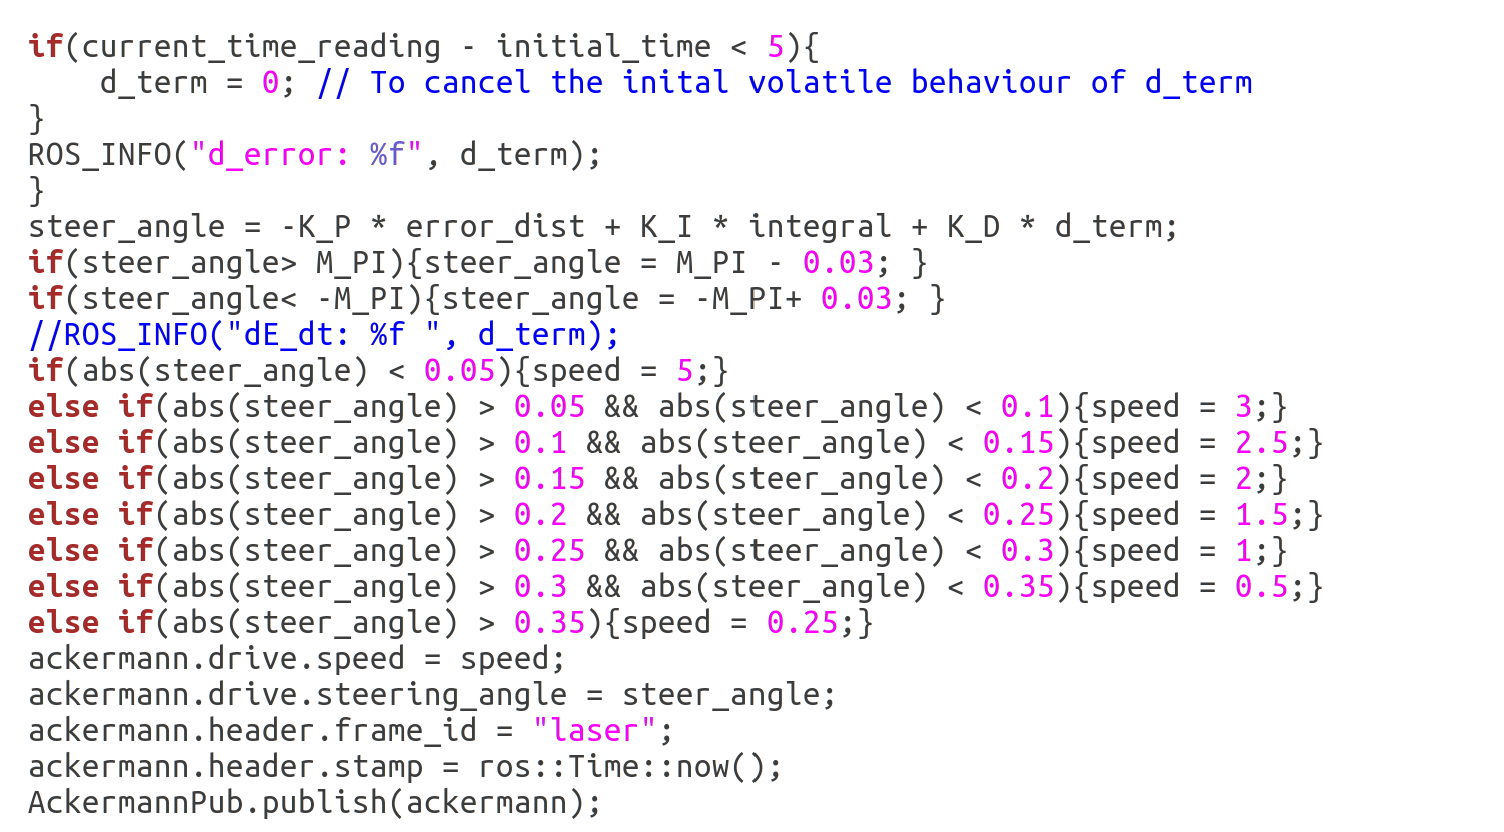 if(current_time_reading - initial_time < 5){
    d_term = 0; // To cancel the inital volatile behaviour of d_term
}
ROS_INFO("d_error: %f", d_term);
}
steer_angle = -K_P * error_dist + K_I * integral + K_D * d_term;
if(steer_angle> M_PI){steer_angle = M_PI - 0.03; }
if(steer_angle< -M_PI){steer_angle = -M_PI+ 0.03; }
//ROS_INFO("dE_dt: %f ", d_term);
if(abs(steer_angle) < 0.05){speed = 5;}
else if(abs(steer_angle) > 0.05 && abs(steer_angle) < 0.1){speed = 3;}
else if(abs(steer_angle) > 0.1 && abs(steer_angle) < 0.15){speed = 2.5;}
else if(abs(steer_angle) > 0.15 && abs(steer_angle) < 0.2){speed = 2;}
else if(abs(steer_angle) > 0.2 && abs(steer_angle) < 0.25){speed = 1.5;}
else if(abs(steer_angle) > 0.25 && abs(steer_angle) < 0.3){speed = 1;}
else if(abs(steer_angle) > 0.3 && abs(steer_angle) < 0.35){speed = 0.5;}
else if(abs(steer_angle) > 0.35){speed = 0.25;}
ackermann.drive.speed = speed;
ackermann.drive.steering_angle = steer_angle;
ackermann.header.frame_id = "laser";
ackermann.header.stamp = ros::Time::now();
AckermannPub.publish(ackermann);